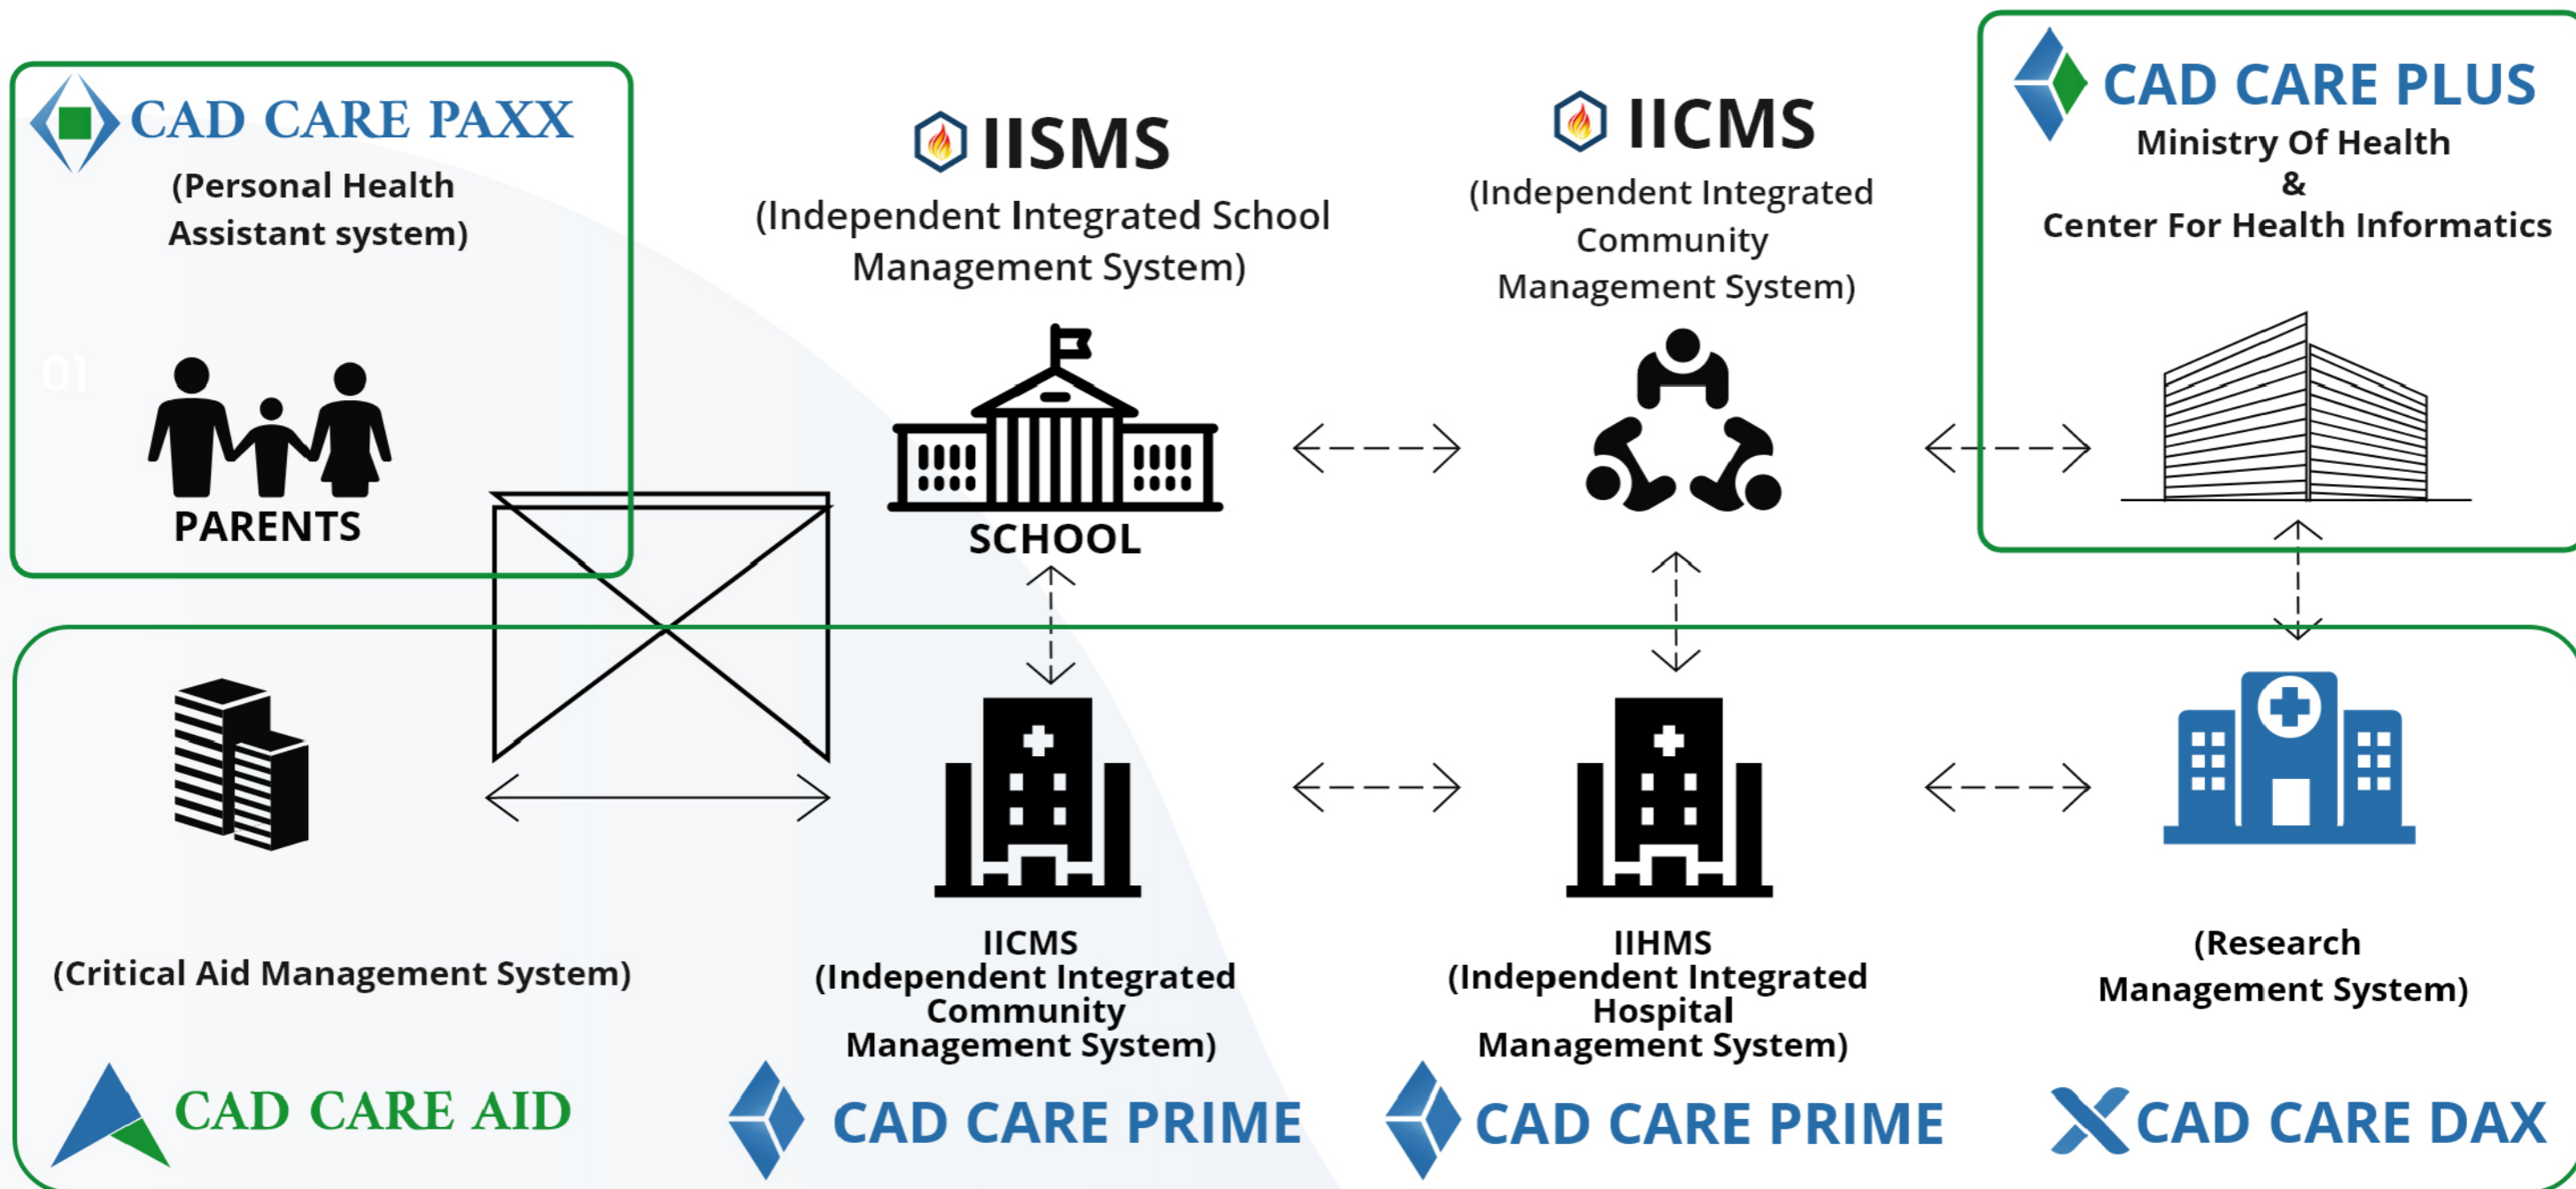 CAD CARE PAXX
(Personal Health
Assistant system)
01
PARENTS
IISMS
(Independent Integrated School
Management System)
SCHOOL
IICMS
(Independent Integrated
Community
Management System)
CAD CARE PLUS
Ministry Of Health
&
Center For Health Informatics
(Critical Aid Management System)
CAD CARE AID
IICMS
(Independent Integrated
Community
Management System)
CAD CARE PRIME
IIHMS
(Independent Integrated
Hospital
Management System)
CAD CARE PRIME
(Research
Management System)
CAD CARE DAX